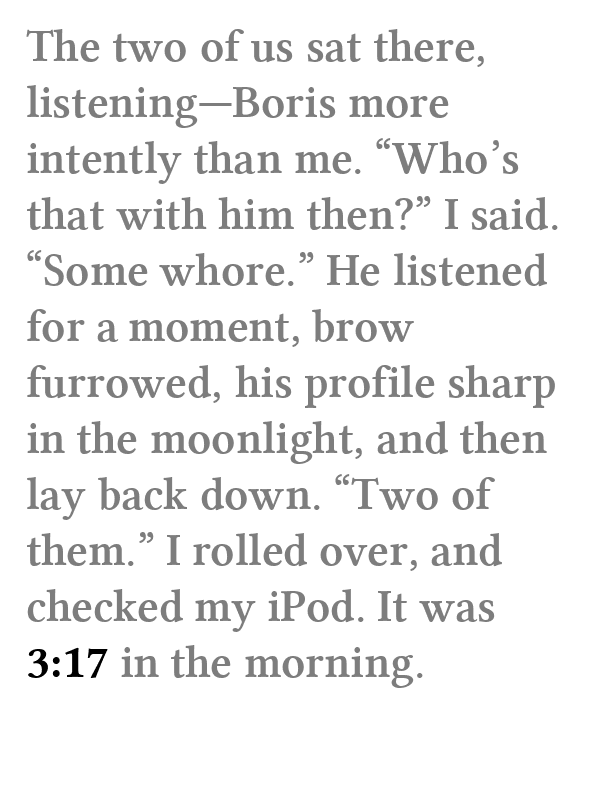 The two of us sat there,
listening—Boris more
intently than me. “Who’s
that with him then?” I said.
“Some whore.” He listened
for a moment, brow
furrowed, his profile sharp
in the moonlight, and then
lay back down. “Two of
them.” I rolled over, and
checked my iPod. It was
3:17 in the morning.